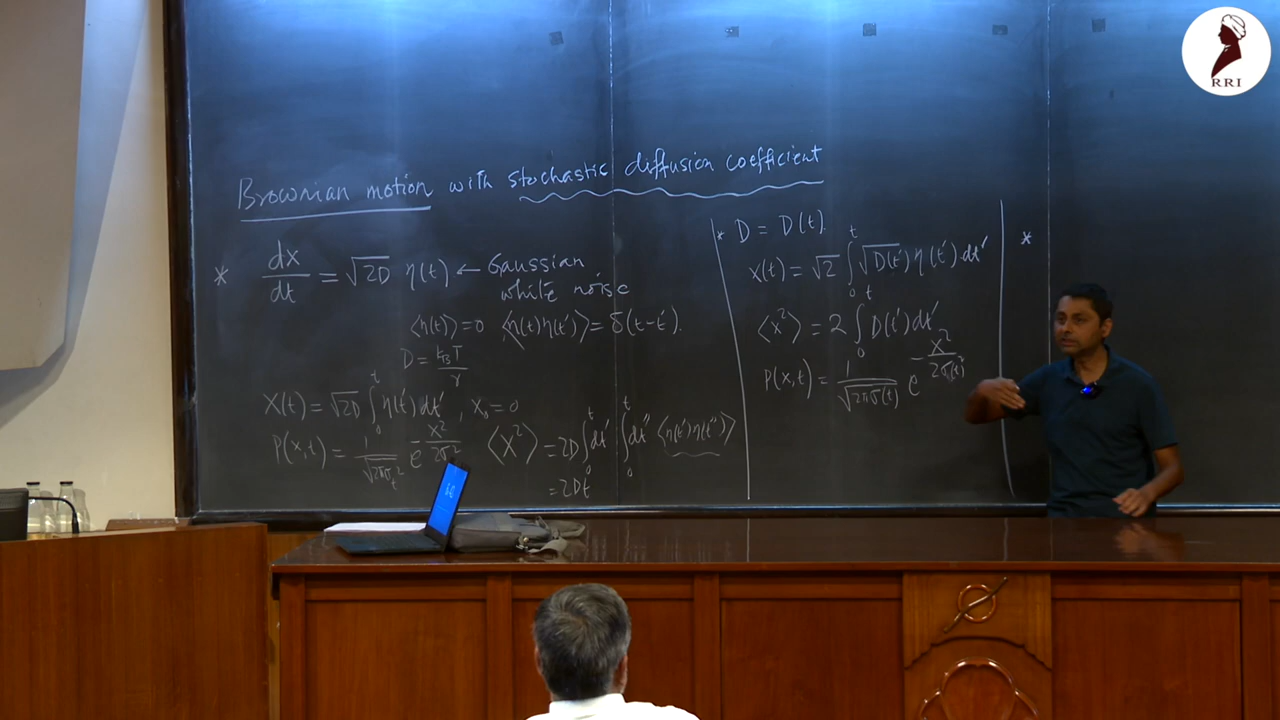 Brownian motion with stochastic diffusion coefficient
* dx/dt = √2D η(t) ← Gaussian white noise
⟨η(t)⟩=0 ⟨η(t)η(t')⟩ = δ(t-t').
D = k_BT/γ
X(t) = √2D ∫₀ᵗ η(t') dt' , X₀=0
P(x,t) = 1/√2πσ_t² e^(-x²/2σ²)
⟨X²⟩ = 2D ∫₀ᵗ dt' ∫₀ᵗ dt'' ⟨η(t')η(t'')⟩
= 2Dt
* D = D(t).
X(t) = √2 ∫₀ᵗ √D(t') η(t') dt'
⟨X²⟩ = 2 ∫₀ᵗ D(t') dt'
P(x,t) = 1/√2πσ(t) e^(-x²/2σ(t)²)
*
RRI